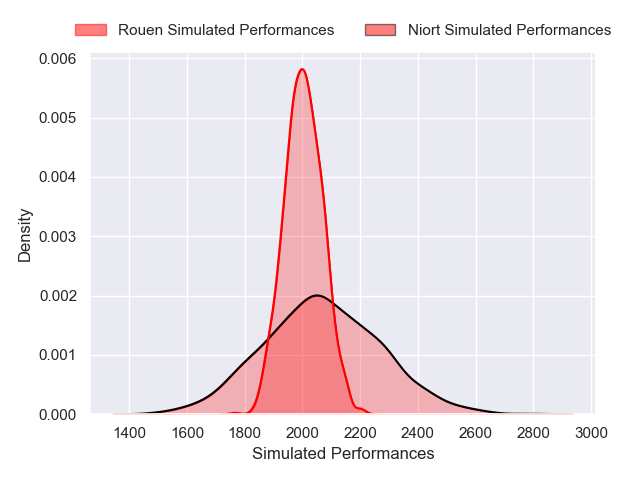 Rouen Simulated Performances
Niort Simulated Performances
0.006
0.005
0.004
0.003
0.002
0.001
0.000
Density
1400 1600 1800 2000 2200 2400 2600 2800 3000
Simulated Performances